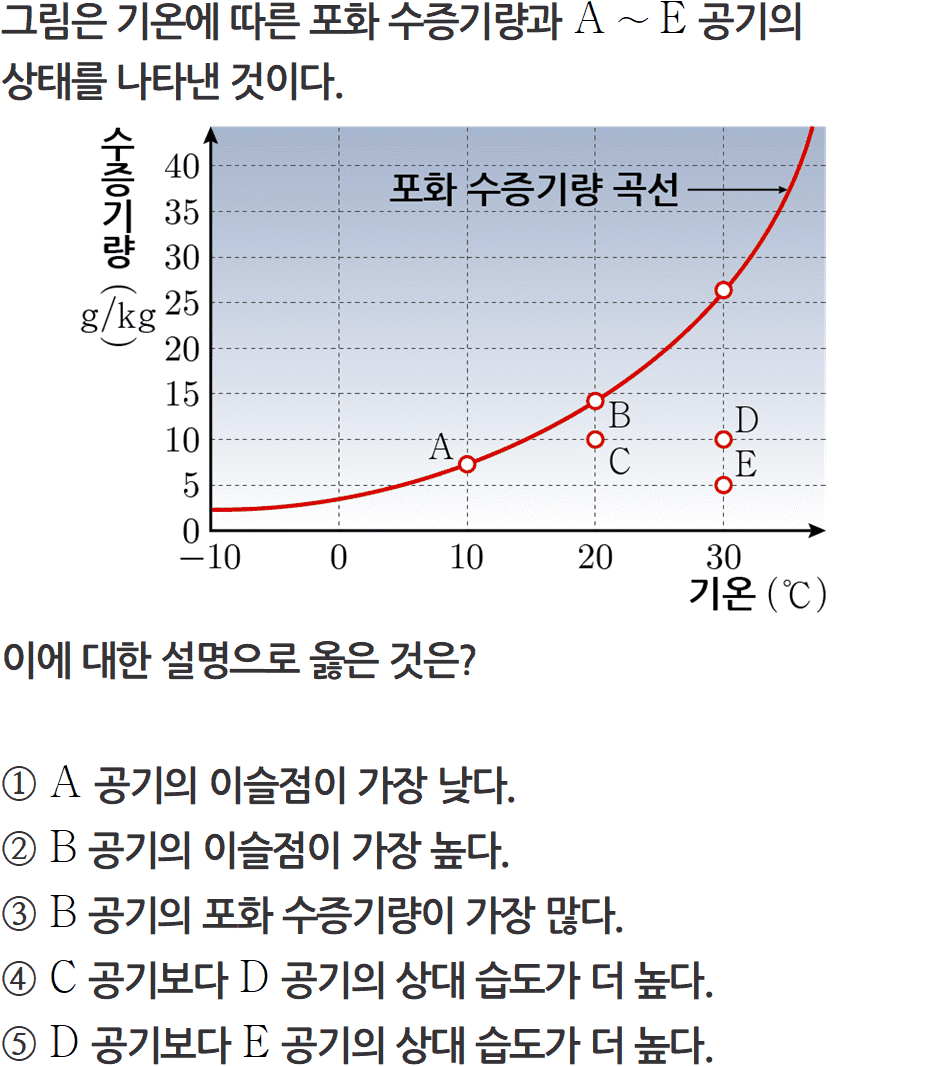 그림은 기온에 따른 포화 수증기량과 A ~ E 공기의
상태를 나타낸 것이다.
수증기량 (g/kg)
40
35
30
25
20
15
10
5
0
포화 수증기량 곡선
A
B
C
D
E
−10 0 10 20 30
기온 (℃)
이에 대한 설명으로 옳은 것은?
① A 공기의 이슬점이 가장 낮다.
② B 공기의 이슬점이 가장 높다.
③ B 공기의 포화 수증기량이 가장 많다.
④ C 공기보다 D 공기의 상대 습도가 더 높다.
⑤ D 공기보다 E 공기의 상대 습도가 더 높다.